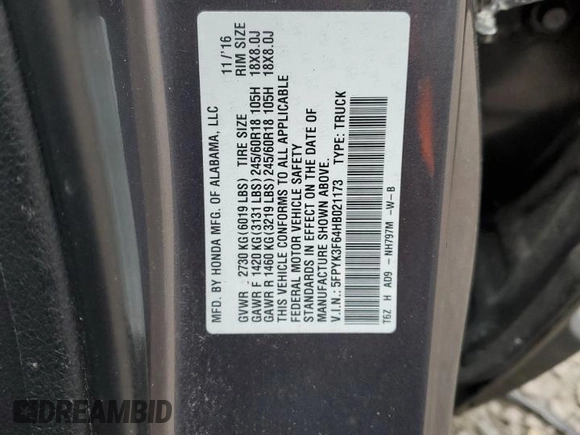 MFD. BY HONDA MFG. OF ALABAMA, LLC 11/'16
GVWR . 2730 KG(6019 LBS) TIRE SIZE RIM SIZE
GAWR F 1420 KG(3131 LBS) 245/60R18 105H 18X8.0J
GAWR R 1460 KG(3219 LBS) 245/60R18 105H 18X8.0J
THIS VEHICLE CONFORMS TO ALL APPLICABLE
FEDERAL MOTOR VEHICLE SAFETY
STANDARDS IN EFFECT ON THE DATE OF
MANUFACTURE SHOWN ABOVE.
V.I.N.: 5FPYK3F64HB021173 TYPE: TRUCK
T6Z H A09 - NH797M -W-B
DREAMBID